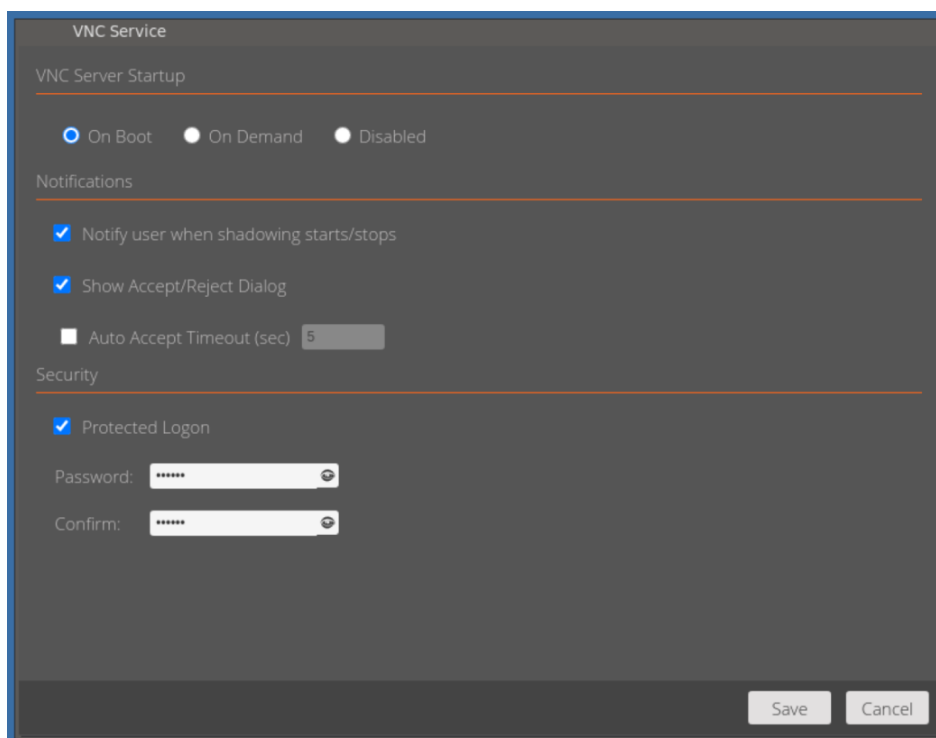 VNC Service
VNC Server Startup
On Boot On Demand Disabled
Notifications
Notify user when shadowing starts/stops
Show Accept/Reject Dialog
Auto Accept Timeout (sec) 5
Security
Protected Logon
Password: ••••••
Confirm: ••••••
Save Cancel